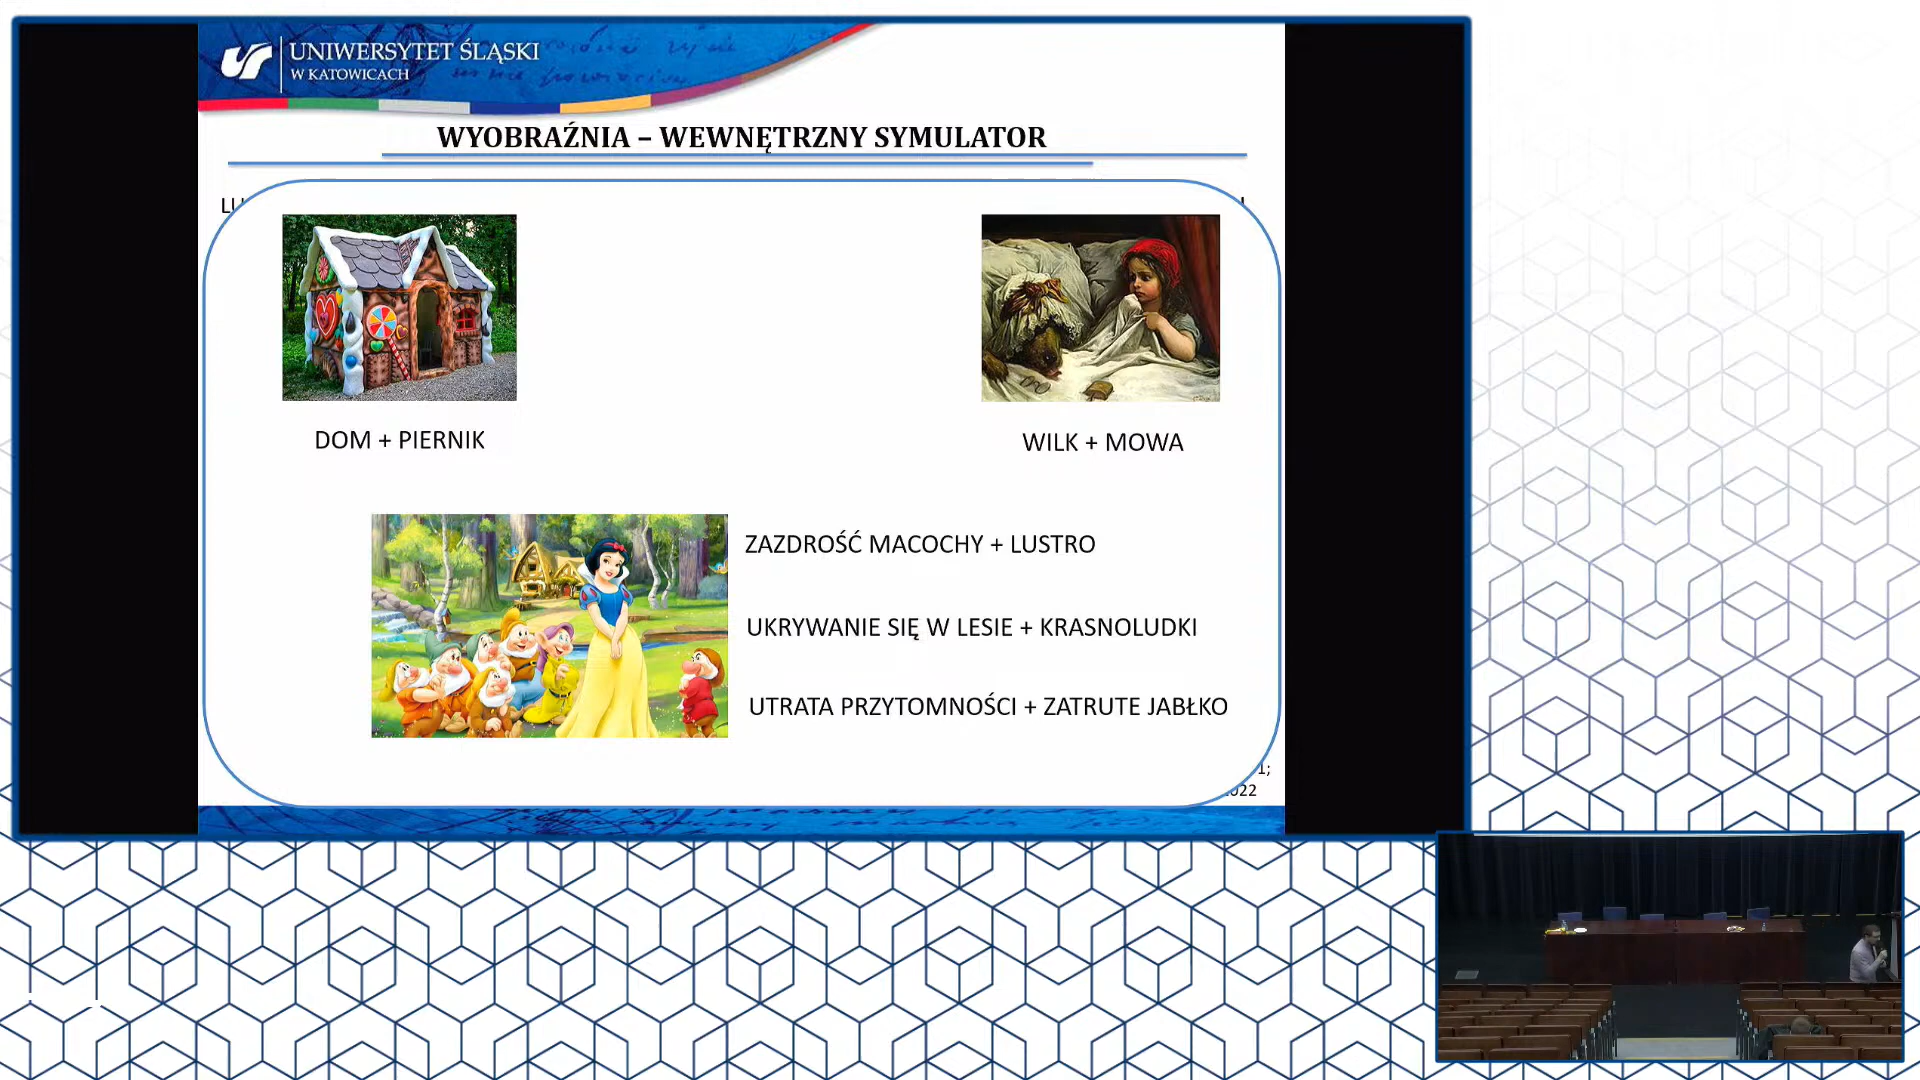 UNIWERSYTET ŚLĄSKI
W KATOWICACH
WYOBRAŹNIA – WEWNĘTRZNY SYMULATOR
DOM + PIERNIK
WILK + MOWA
ZAZDROŚĆ MACOCHY + LUSTRO
UKRYWANIE SIĘ W LESIE + KRASNOLUDKI
UTRATA PRZYTOMNOŚCI + ZATRUTE JABŁKO